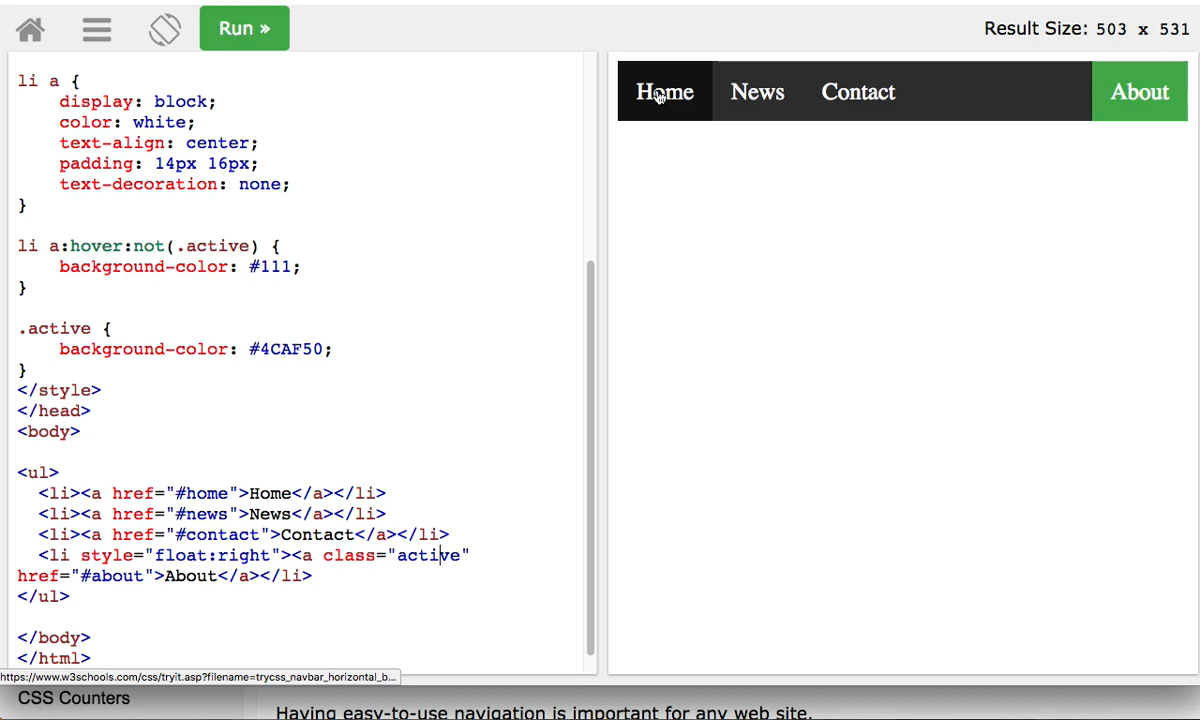 Run »
Result Size: 503 x 531
li a {
display: block;
color: white;
text-align: center;
padding: 14px 16px;
text-decoration: none;
}
li a:hover:not(.active) {
background-color: #111;
}
.active {
background-color: #4CAF50;
}
</style>
</head>
<body>
<ul>
<li><a href="#home">Home</a></li>
<li><a href="#news">News</a></li>
<li><a href="#contact">Contact</a></li>
<li style="float:right"><a class="active"
href="#about">About</a></li>
</ul>
</body>
</html>
Home News Contact About
https://www.w3schools.com/css/tryit.asp?filename=trycss_navbar_horizontal_b...
CSS Counters
Having easy-to-use navigation is important for any web site.